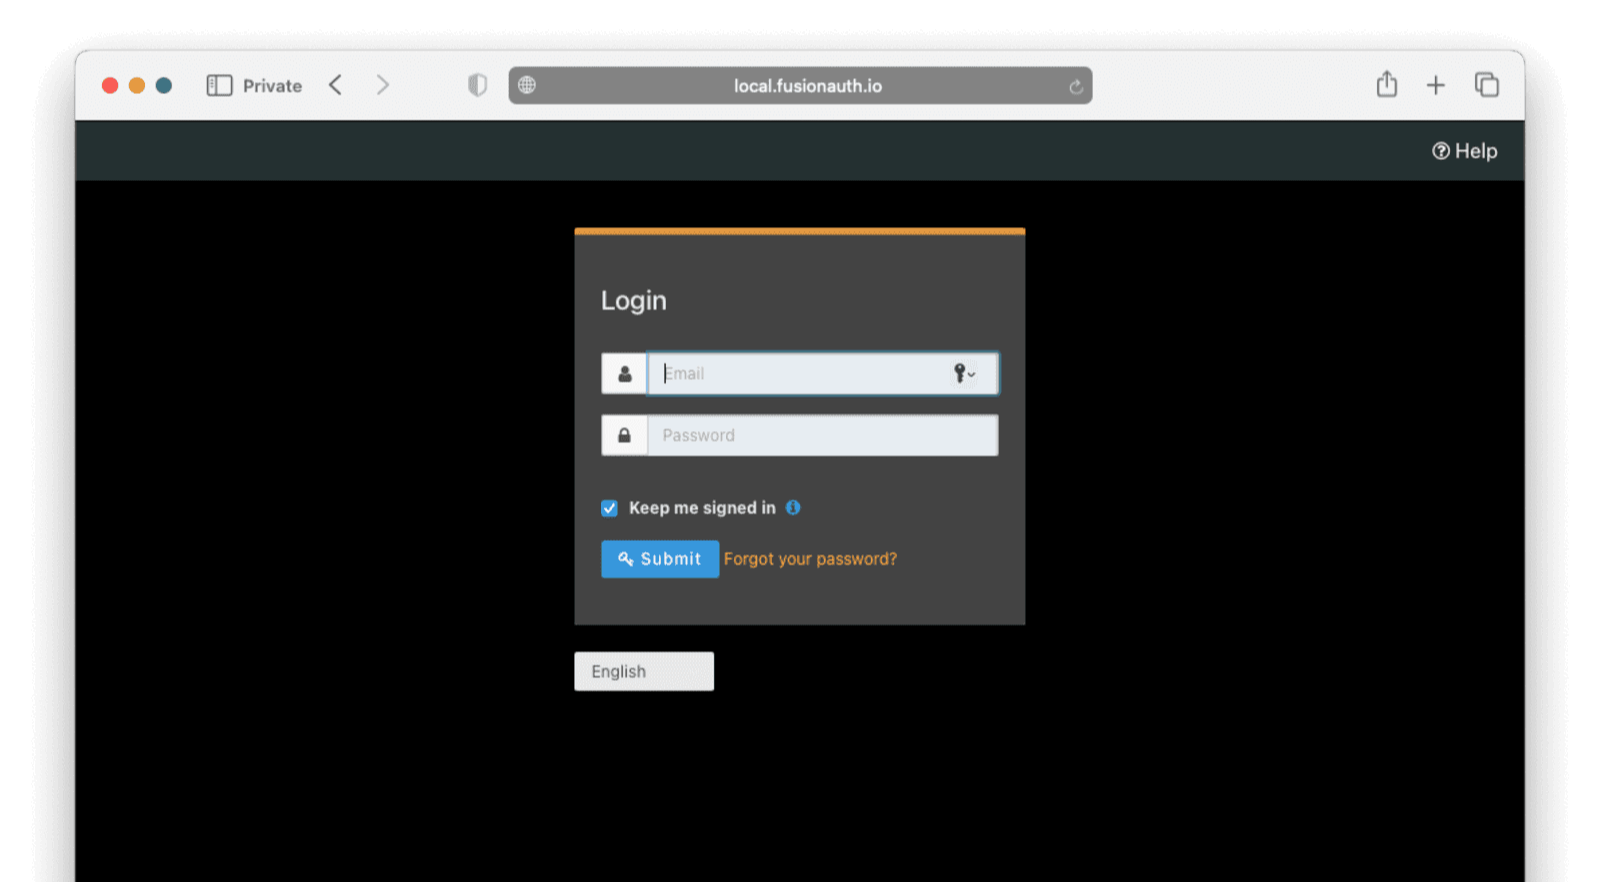 Private
local.fusionauth.io
Help
Login
Email
Password
Keep me signed in
Submit Forgot your password?
English